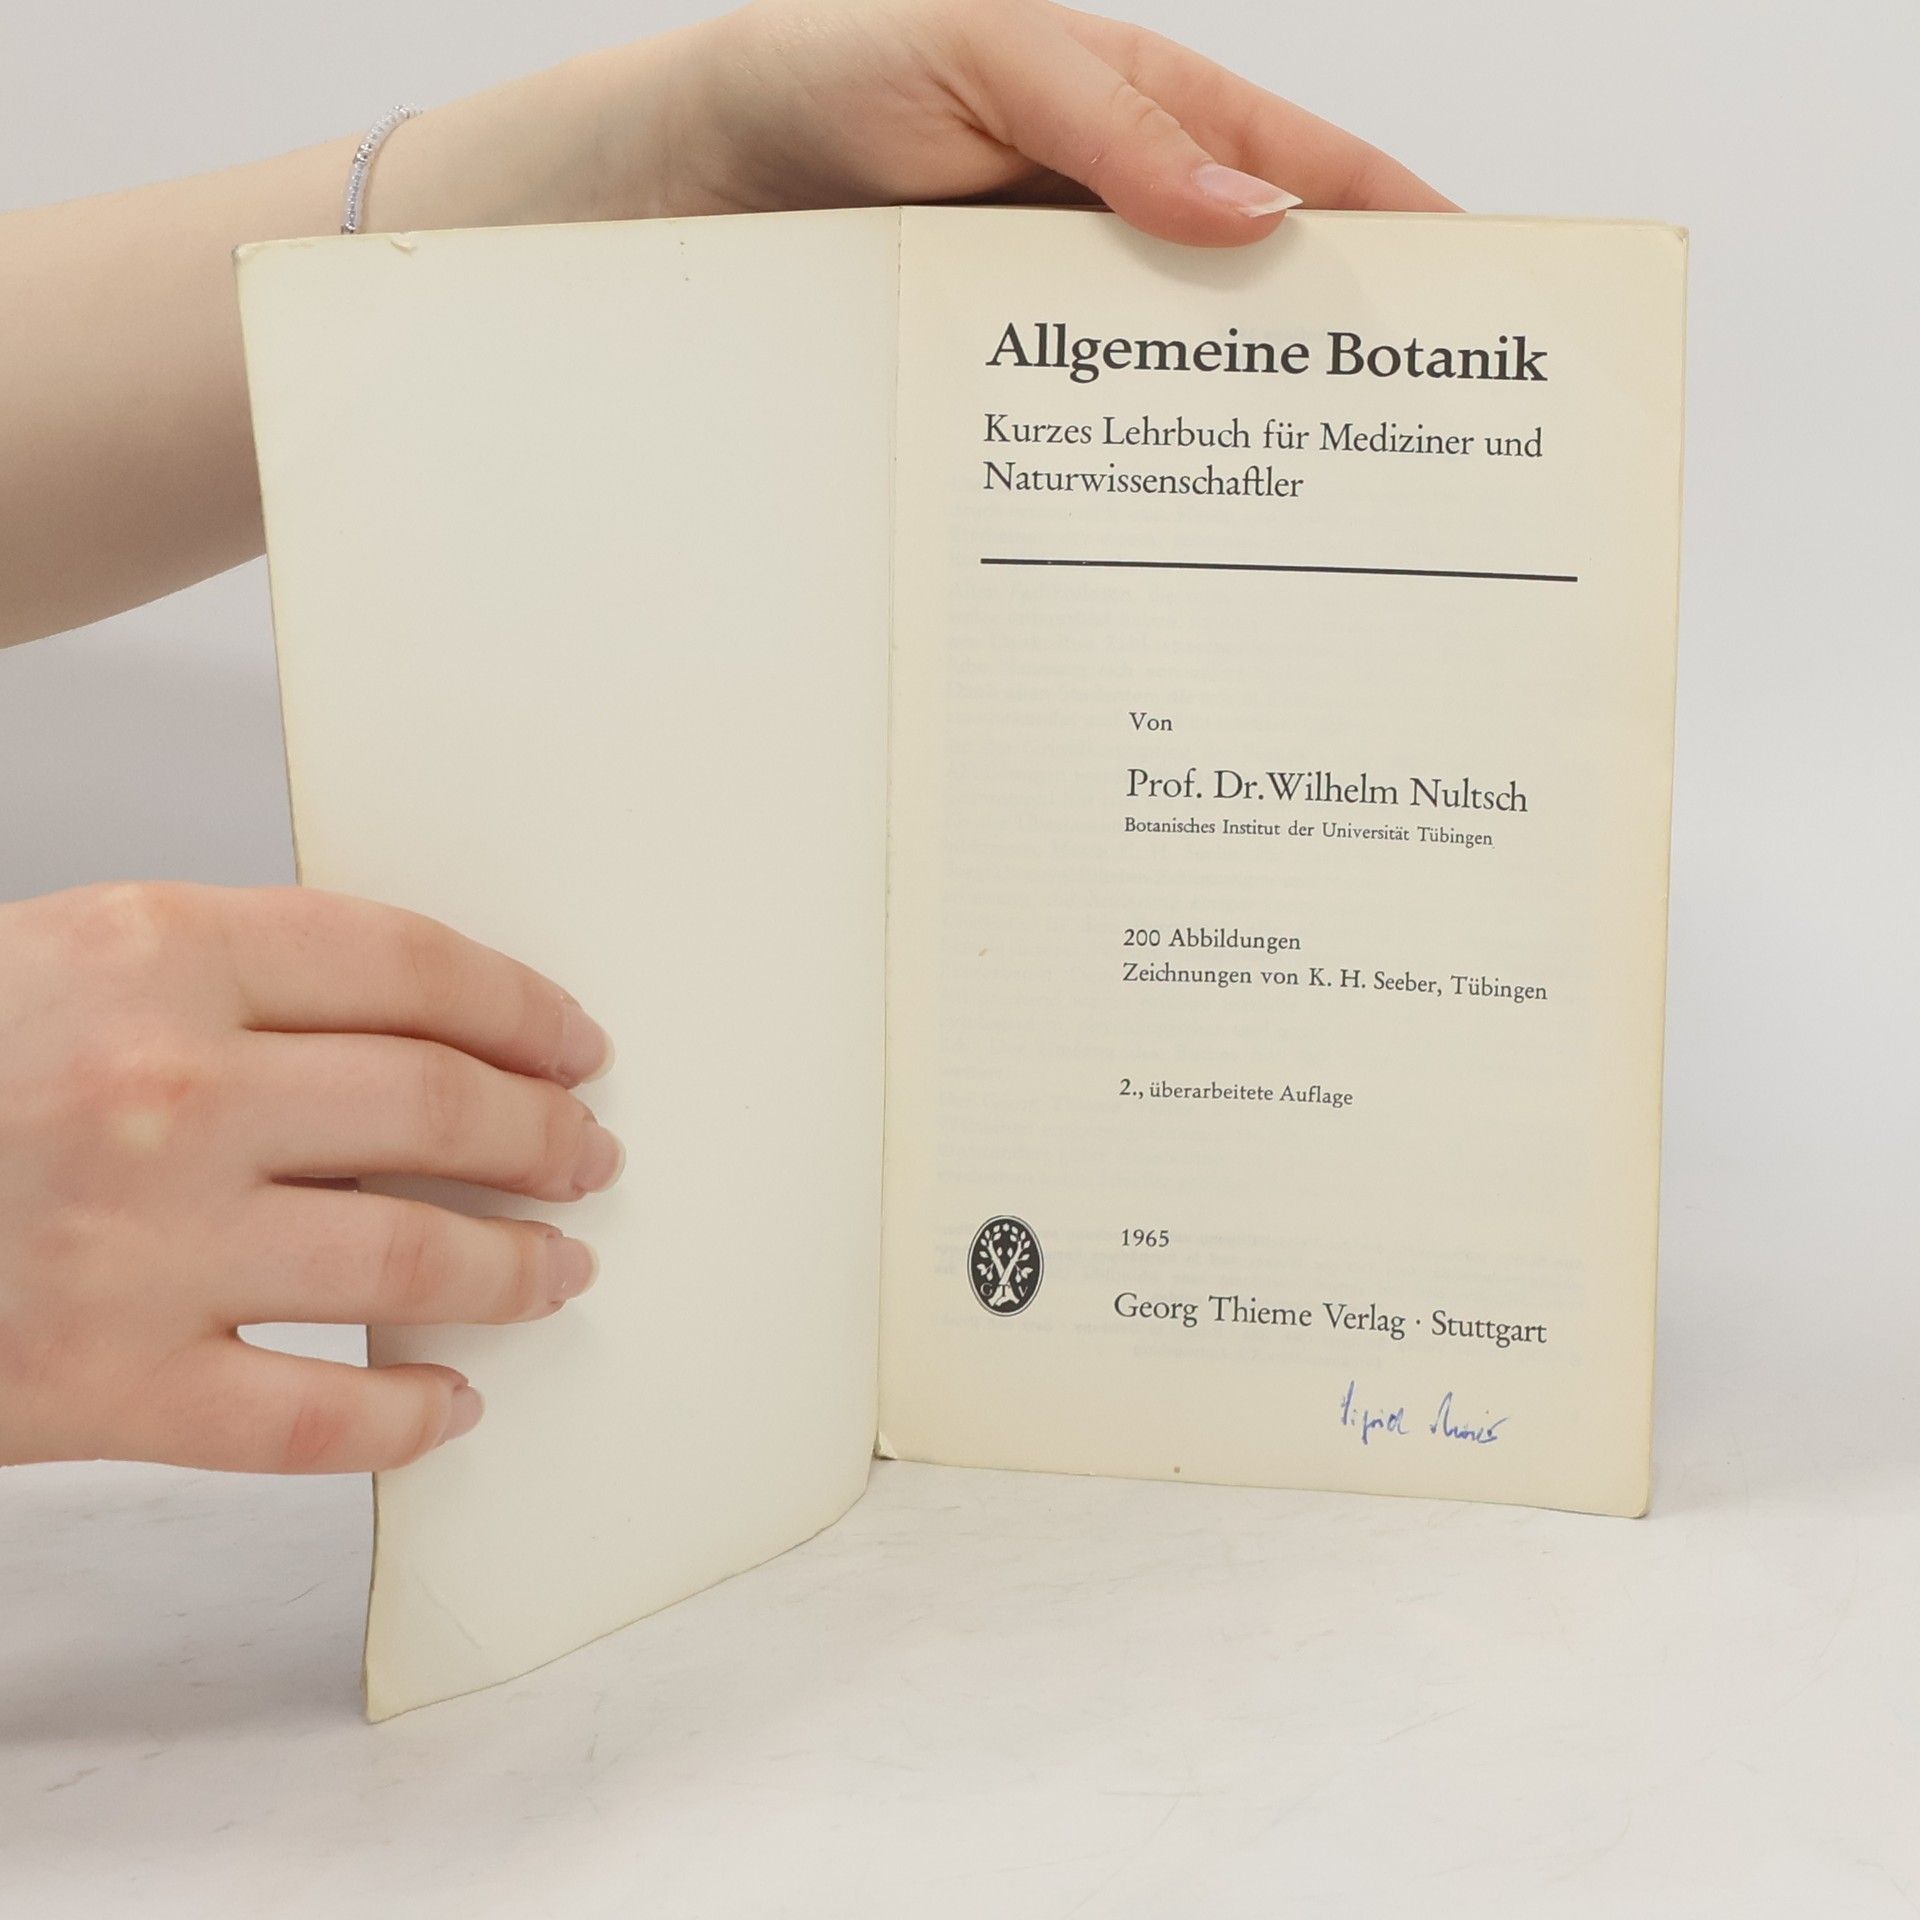 Allgemeine Botanik
Kurzes Lehrbuch für Mediziner und
Naturwissenschaftler
Von
Prof. Dr. Wilhelm Nultsch
Botanisches Institut der Universität Tübingen
200 Abbildungen
Zeichnungen von K. H. Seeber, Tübingen
2., überarbeitete Auflage
1965
G T V
Georg Thieme Verlag · Stuttgart